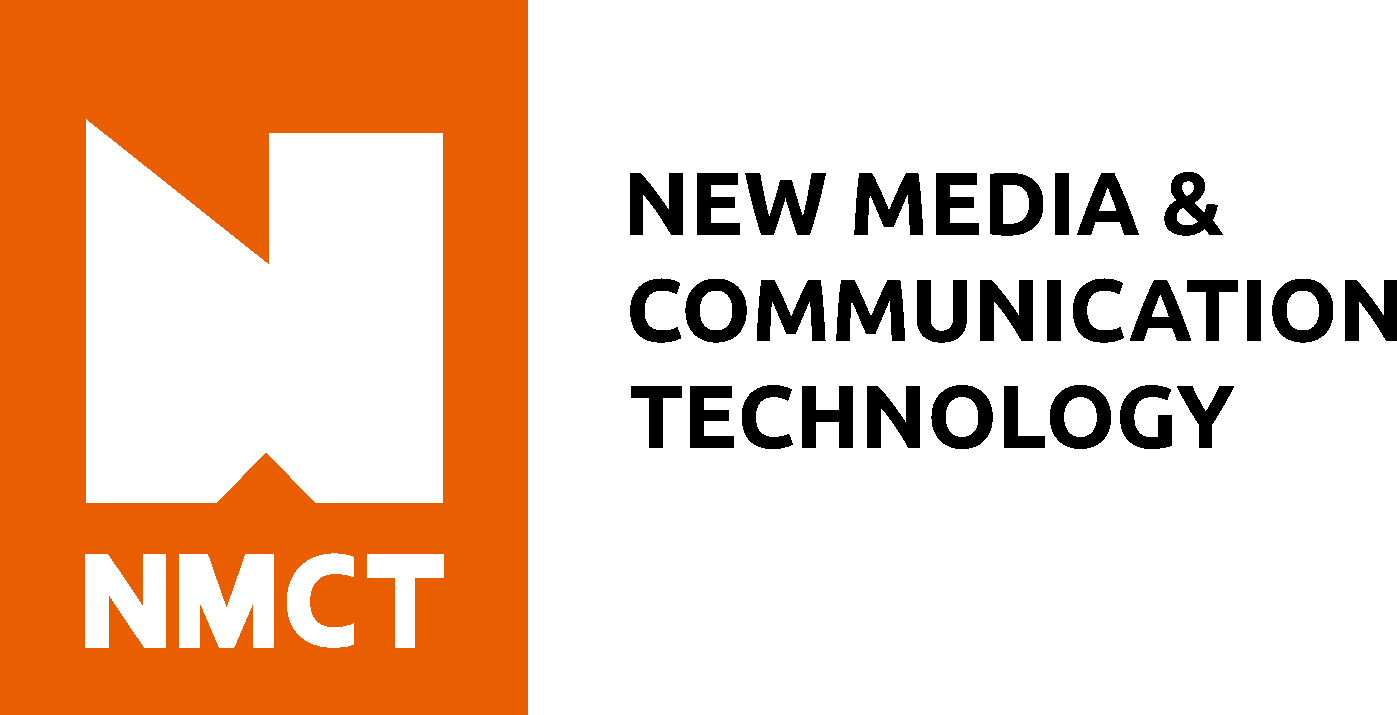 NMCT
NEW MEDIA &
COMMUNICATION
TECHNOLOGY